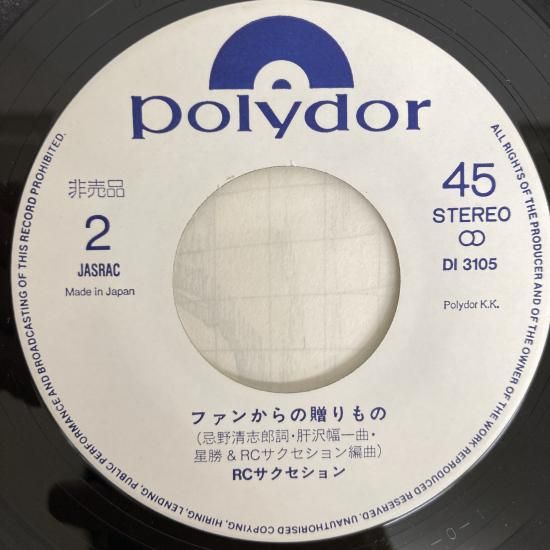 polydor
非売品
2
JASRAC
Made in Japan
45
STEREO
DI 3105
Polydor K.K.
ファンからの贈りもの
(忌野清志郎詞・肝沢幅一曲・
星勝&RCサクセション編曲)
RCサクセション
ALL RIGHTS OF THE PRODUCER AND OF THE OWNER OF THE WORK REPRODUCED RESERVED. UNAUTHORISED COPYING, HIRING, LENDING, PUBLIC PERFORMANCE AND BROADCASTING OF THIS RECORD PROHIBITED.